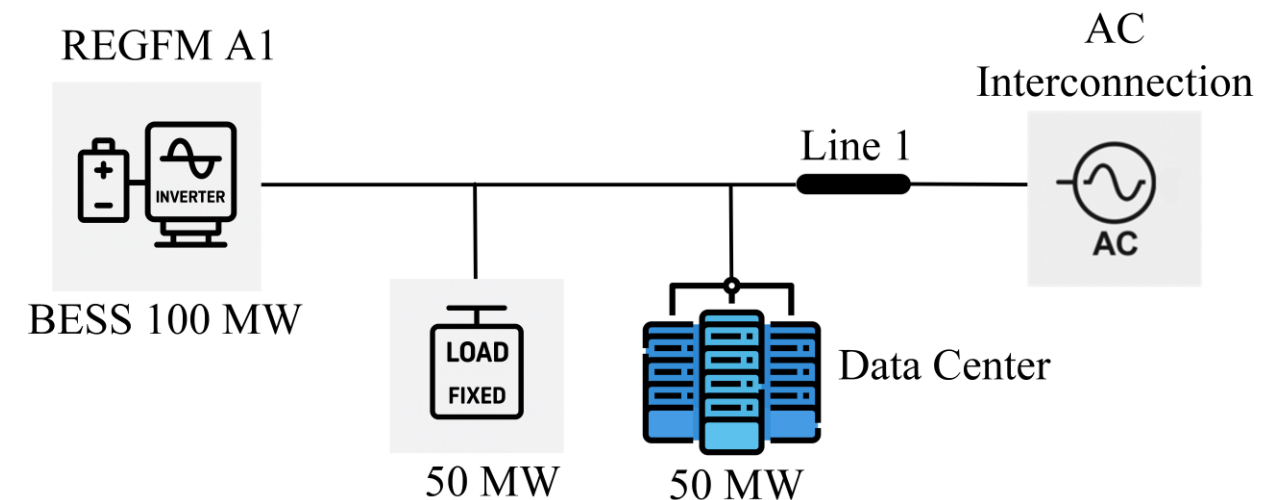 REGFM A1
INVERTER
BESS 100 MW
LOAD
FIXED
50 MW
Data Center
50 MW
Line 1
AC
Interconnection
AC